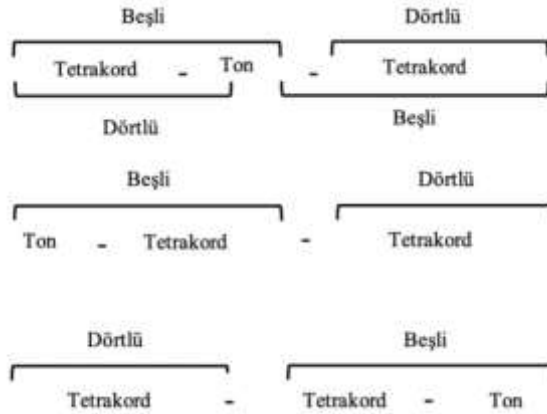 Beşli Dörtlü
Tetrakord - Ton - Tetrakord
Dörtlü Beşli
Beşli Dörtlü
Ton - Tetrakord - Tetrakord
Dörtlü Beşli
Tetrakord - Tetrakord - Ton